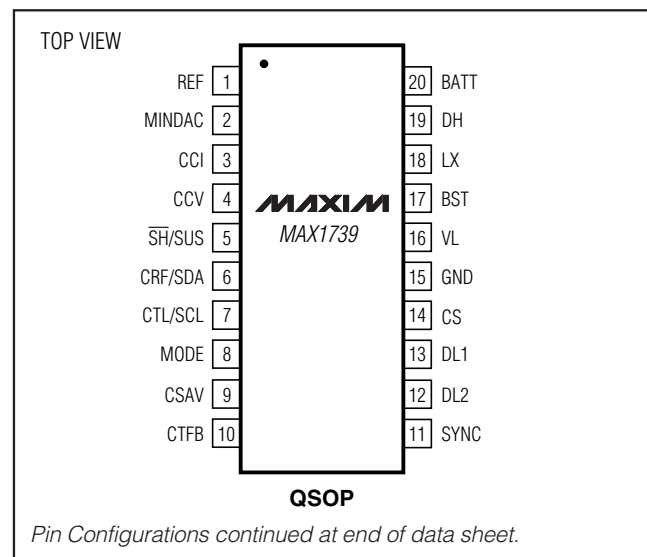 TOP VIEW
REF 1
MINDAC 2
CCI 3
CCV 4
S̅H̅/SUS 5
CRF/SDA 6
CTL/SCL 7
MODE 8
CSAV 9
CTFB 10
MAXIM
MAX1739
20 BATT
19 DH
18 LX
17 BST
16 VL
15 GND
14 CS
13 DL1
12 DL2
11 SYNC
QSOP
Pin Configurations continued at end of data sheet.